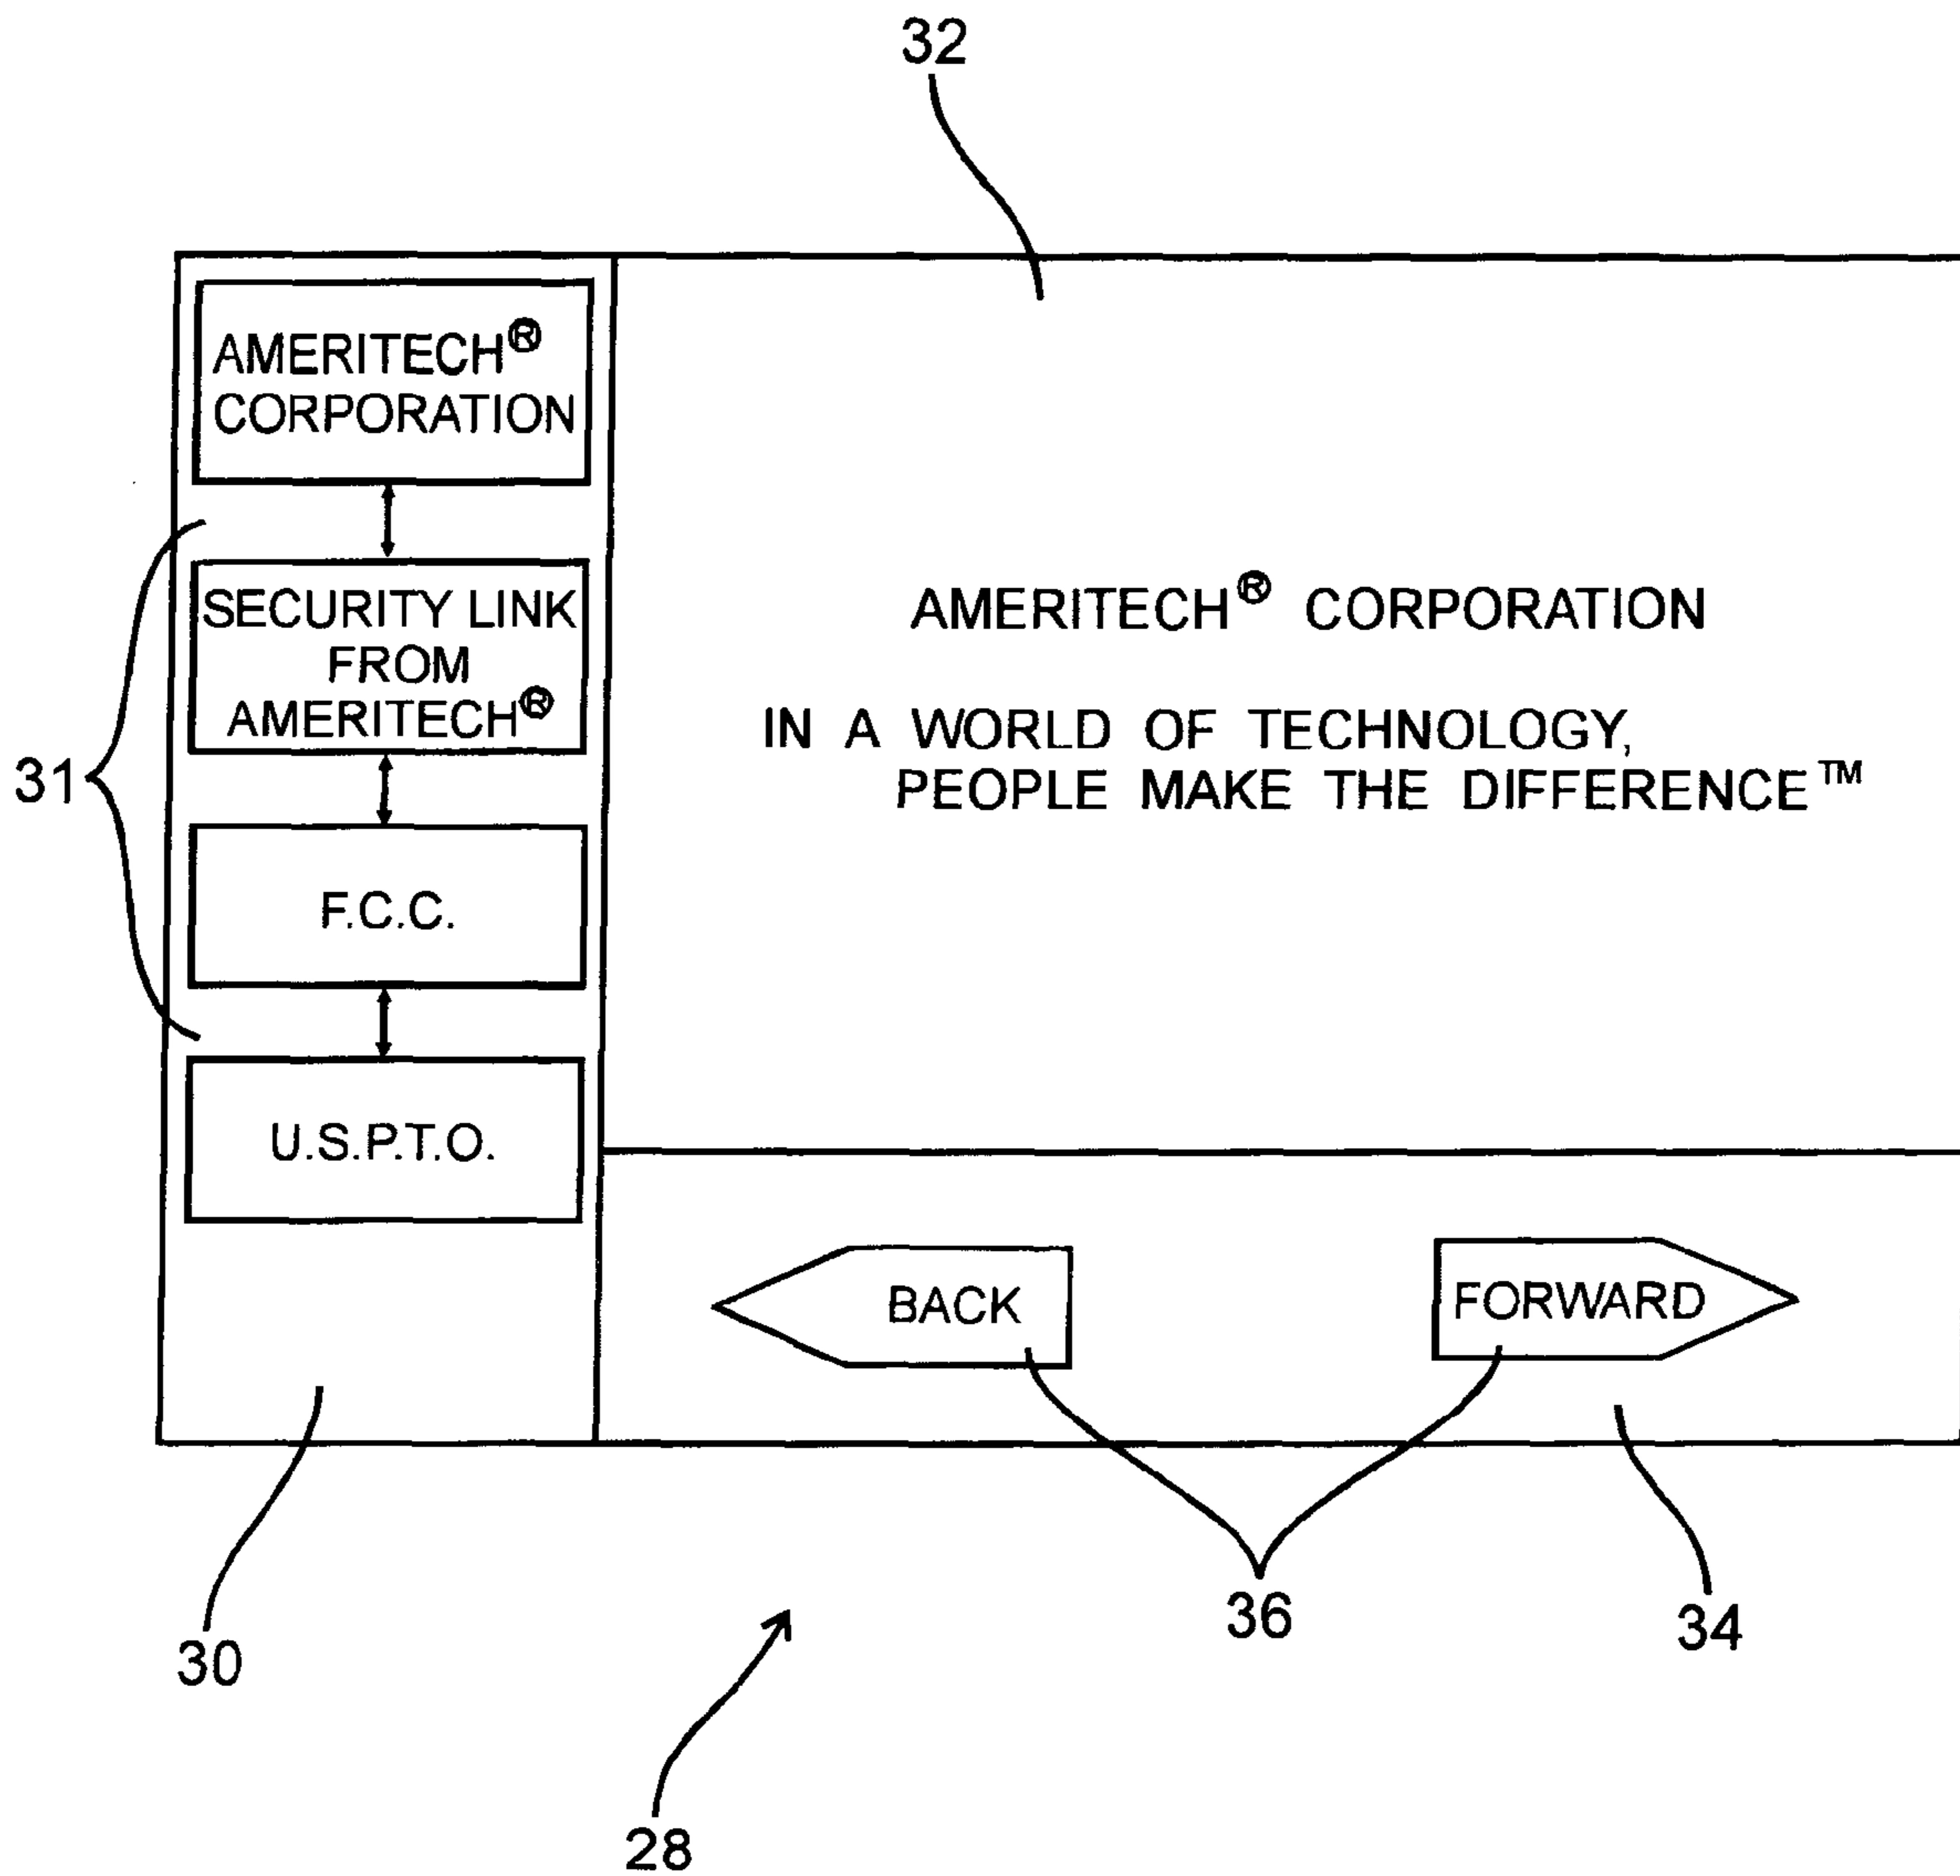 32
AMERITECH®
CORPORATION
SECURITY LINK
FROM
AMERITECH®
F.C.C.
U.S.P.T.O.
31
AMERITECH® CORPORATION
IN A WORLD OF TECHNOLOGY,
PEOPLE MAKE THE DIFFERENCE™
BACK
FORWARD
30
36
34
28